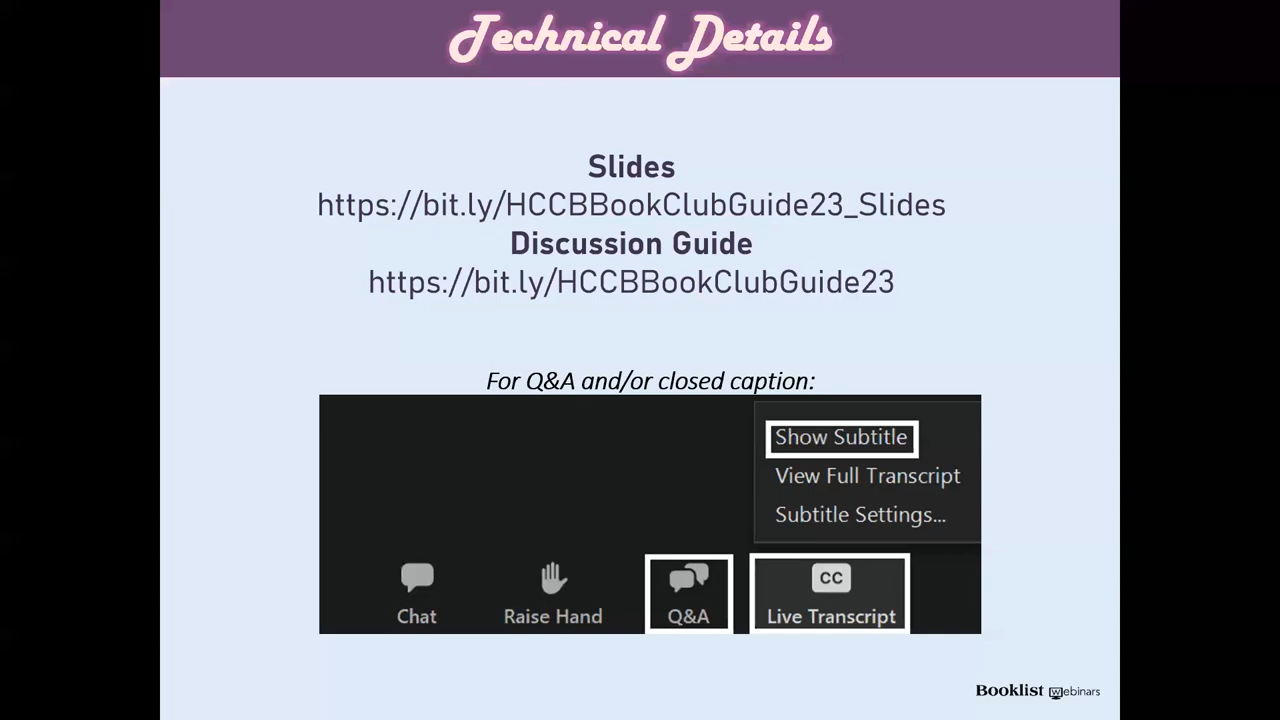 Technical Details
Slides
https://bit.ly/HCCBBookClubGuide23_Slides
Discussion Guide
https://bit.ly/HCCBBookClubGuide23
For Q&A and/or closed caption:
Show Subtitle
View Full Transcript
Subtitle Settings...
CC
Chat Raise Hand Q&A Live Transcript
Booklist Webinars